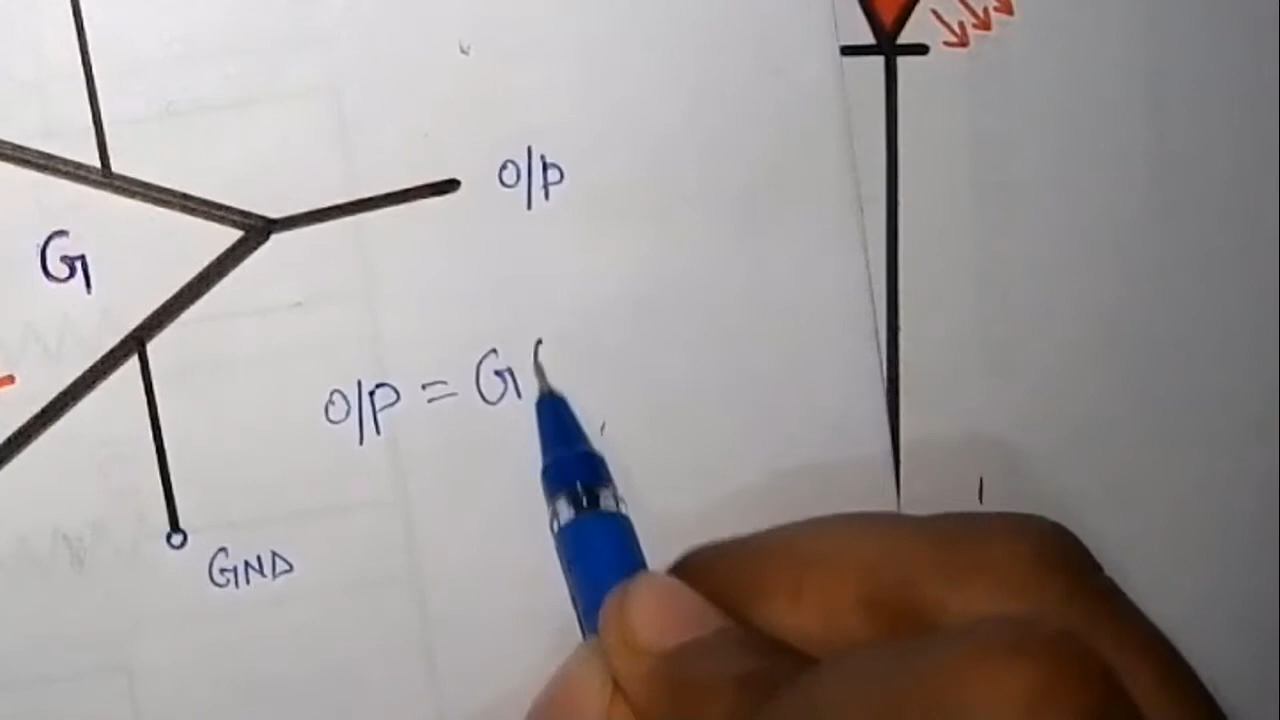 O/P
G
O/P = G (
GND